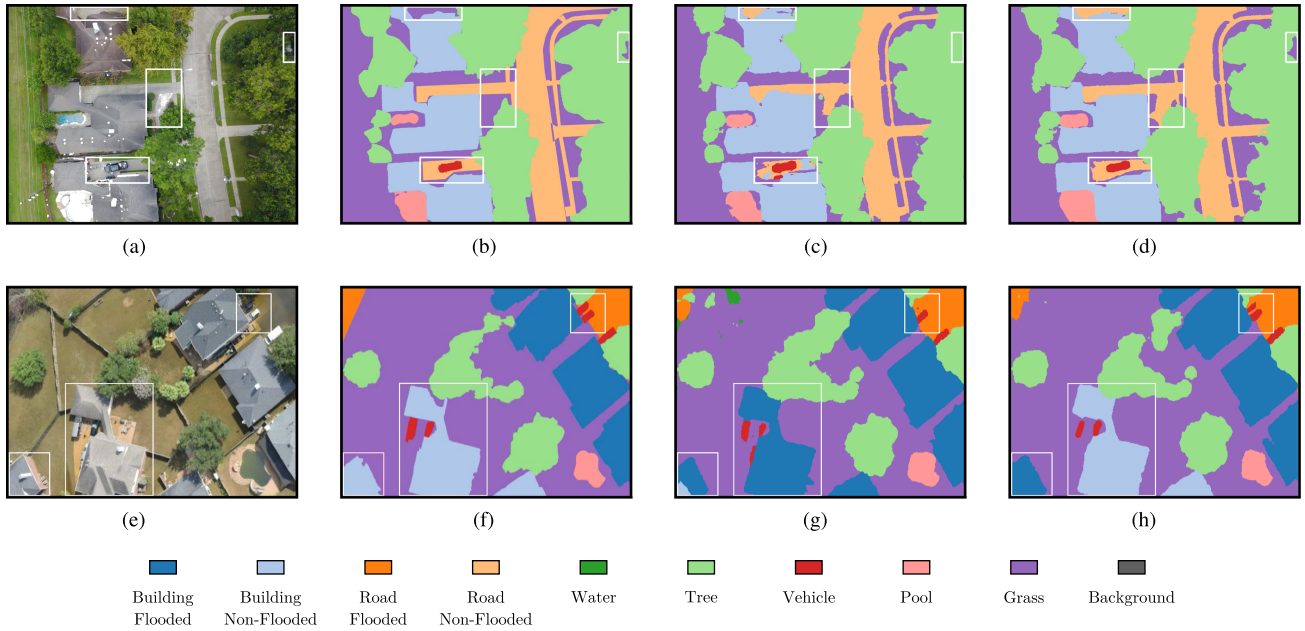 (a) (b) (c) (d)
(e) (f) (g) (h)
Building Building Road Road Water Tree Vehicle Pool Grass Background
Flooded Non-Flooded Flooded Non-Flooded